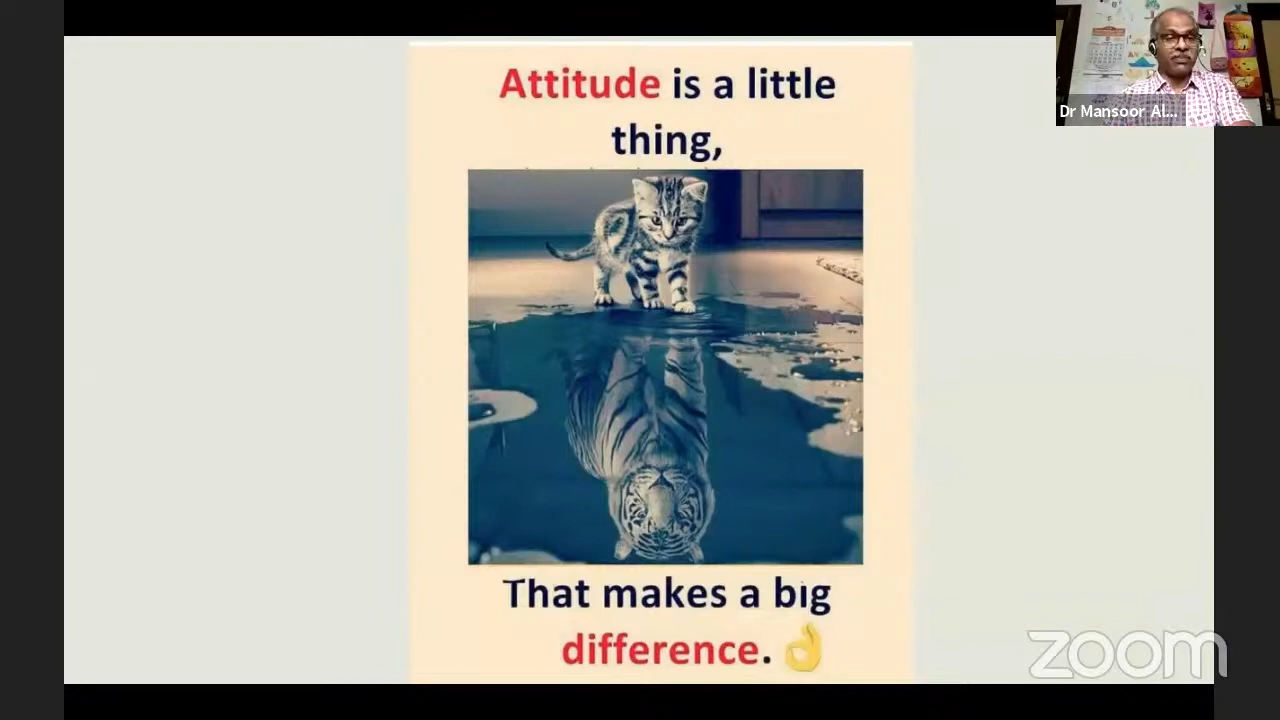 Attitude is a little
thing,
That makes a big
difference. 👌
Dr Mansoor Al...
zoom